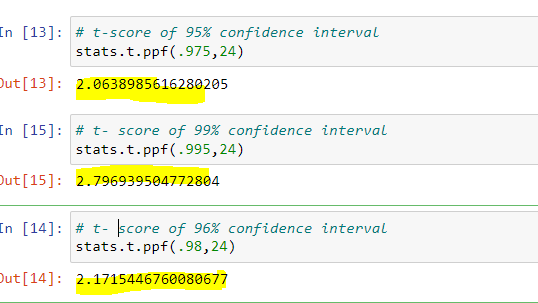 In [13]: # t-score of 95% confidence interval
stats.t.ppf(.975,24)
Out[13]: 2.0638985616280205
In [15]: # t- score of 99% confidence interval
stats.t.ppf(.995,24)
Out[15]: 2.796939504772804
In [14]: # t- score of 96% confidence interval
stats.t.ppf(.98,24)
Out[14]: 2.1715446760080677